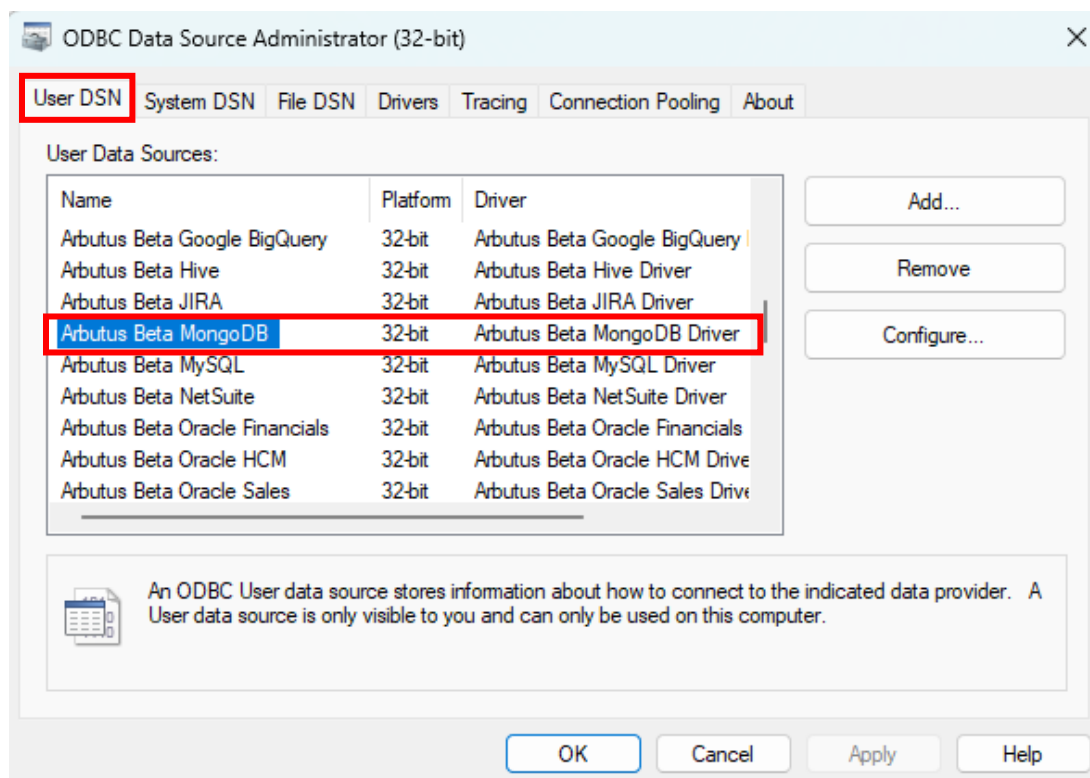 ODBC Data Source Administrator (32-bit)
User DSN System DSN File DSN Drivers Tracing Connection Pooling About
User Data Sources:
Name Platform Driver
Arbutus Beta Google BigQuery 32-bit Arbutus Beta Google BigQuery
Arbutus Beta Hive 32-bit Arbutus Beta Hive Driver
Arbutus Beta JIRA 32-bit Arbutus Beta JIRA Driver
Arbutus Beta MongoDB 32-bit Arbutus Beta MongoDB Driver
Arbutus Beta MySQL 32-bit Arbutus Beta MySQL Driver
Arbutus Beta NetSuite 32-bit Arbutus Beta NetSuite Driver
Arbutus Beta Oracle Financials 32-bit Arbutus Beta Oracle Financials
Arbutus Beta Oracle HCM 32-bit Arbutus Beta Oracle HCM Drive
Arbutus Beta Oracle Sales 32-bit Arbutus Beta Oracle Sales Drive
Add...
Remove
Configure...
An ODBC User data source stores information about how to connect to the indicated data provider. A
User data source is only visible to you and can only be used on this computer.
OK Cancel Apply Help